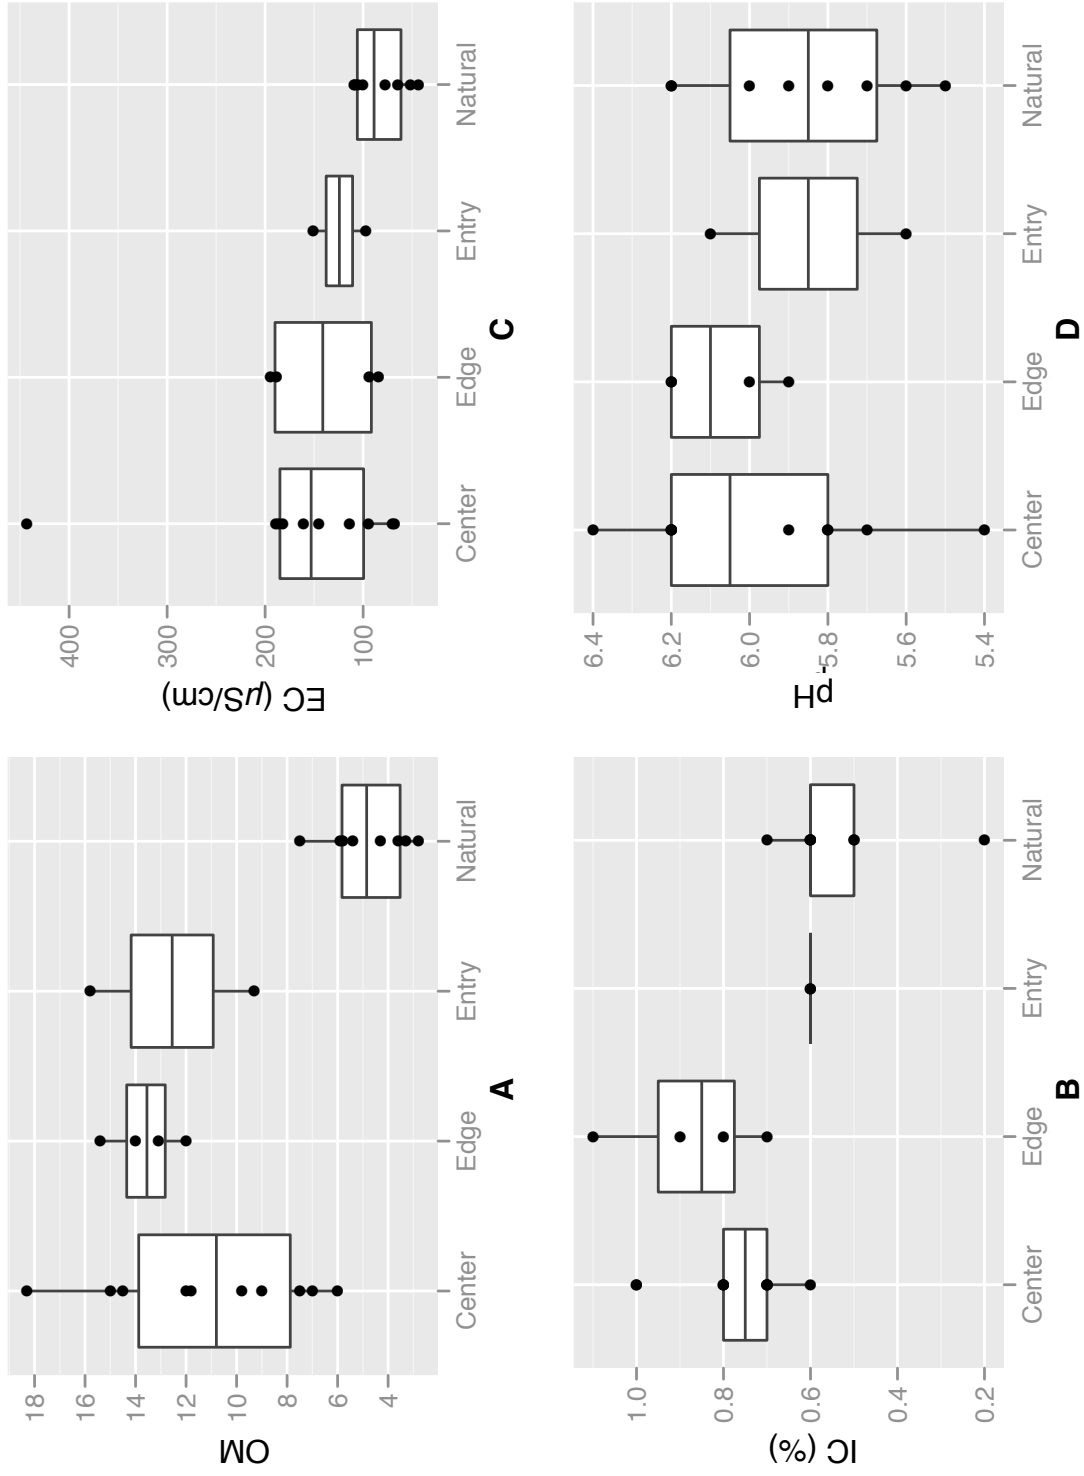 OM
18
16
14
12
10
8
6
4
Center
Edge
Entry
Natural
A
EC (µS/cm)
400
300
200
100
Center
Edge
Entry
Natural
C
IC (%)
1.0
0.8
0.6
0.4
0.2
Center
Edge
Entry
Natural
B
pH
6.4
6.2
6.0
5.8
5.6
5.4
Center
Edge
Entry
Natural
D